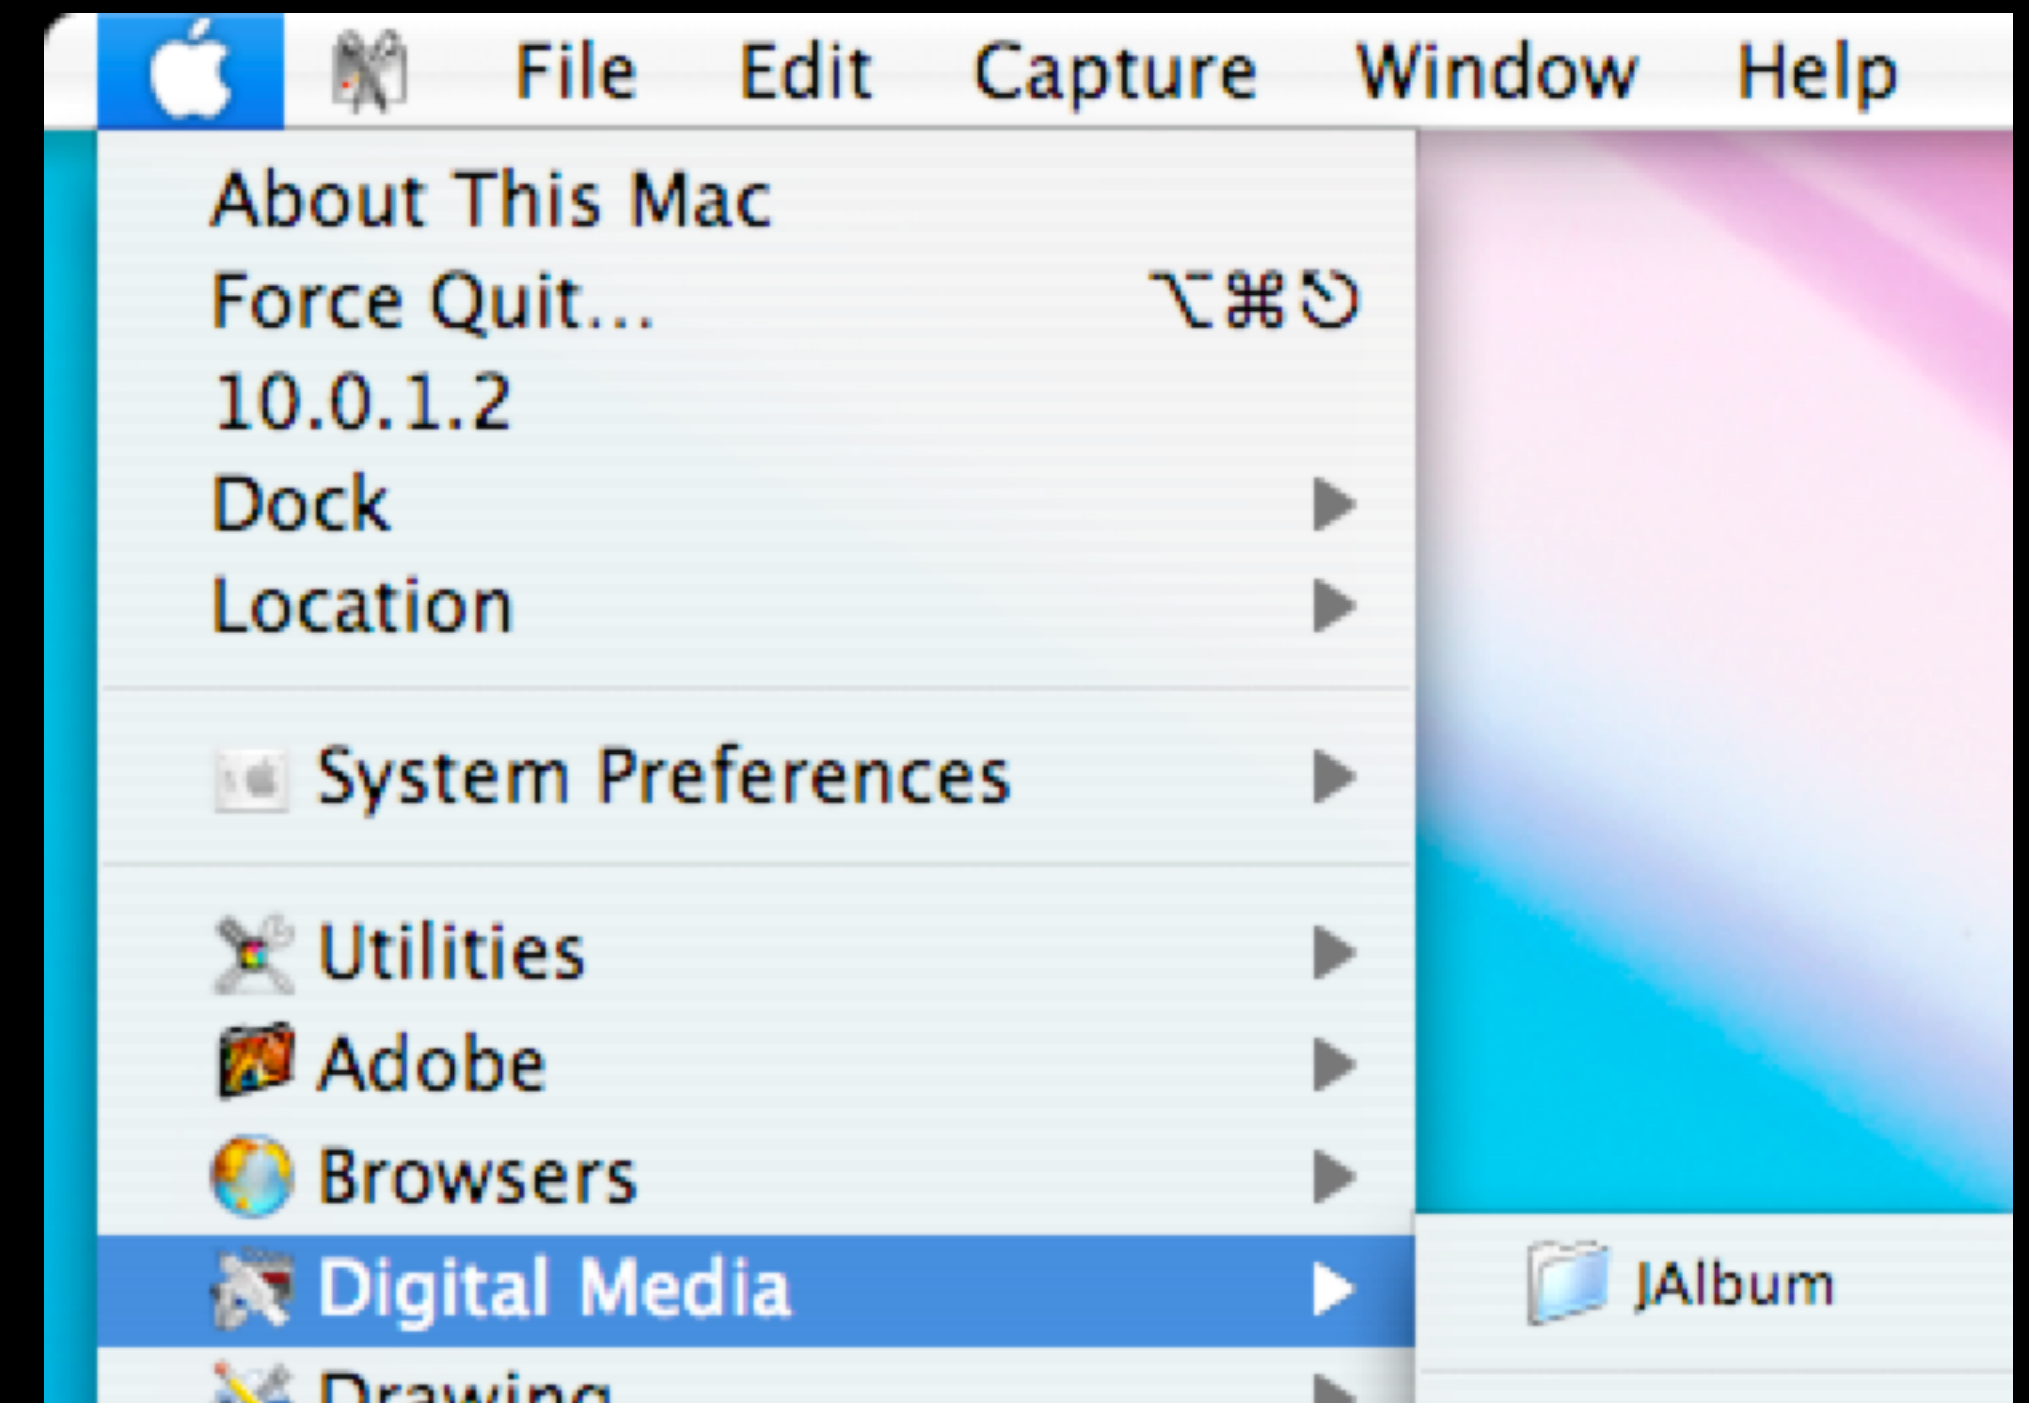 File Edit Capture Window Help
About This Mac
Force Quit... ⌥⌘⎋
10.0.1.2
Dock
Location
System Preferences
Utilities
Adobe
Browsers
Digital Media
JAlbum
Drawing